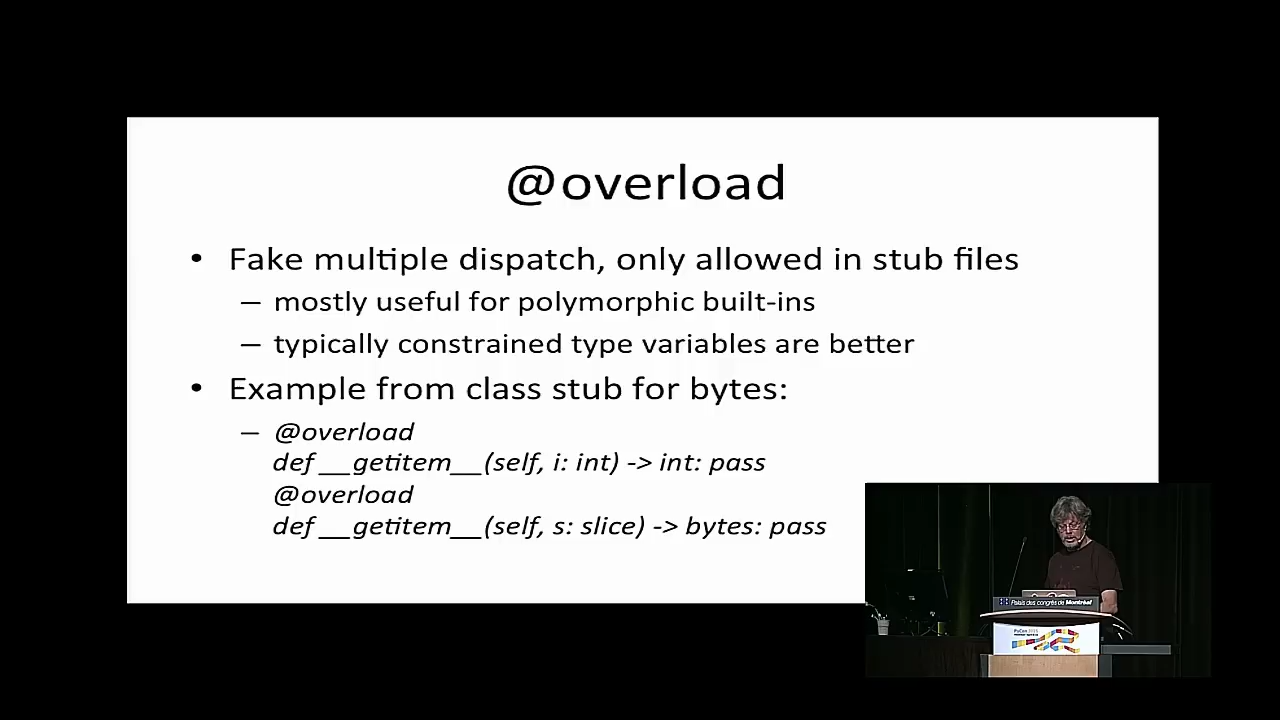 @overload
• Fake multiple dispatch, only allowed in stub files
– mostly useful for polymorphic built-ins
– typically constrained type variables are better
• Example from class stub for bytes:
– @overload
def __getitem__(self, i: int) -> int: pass
@overload
def __getitem__(self, s: slice) -> bytes: pass
Palais des congrès de Montréal
PyCon 2015